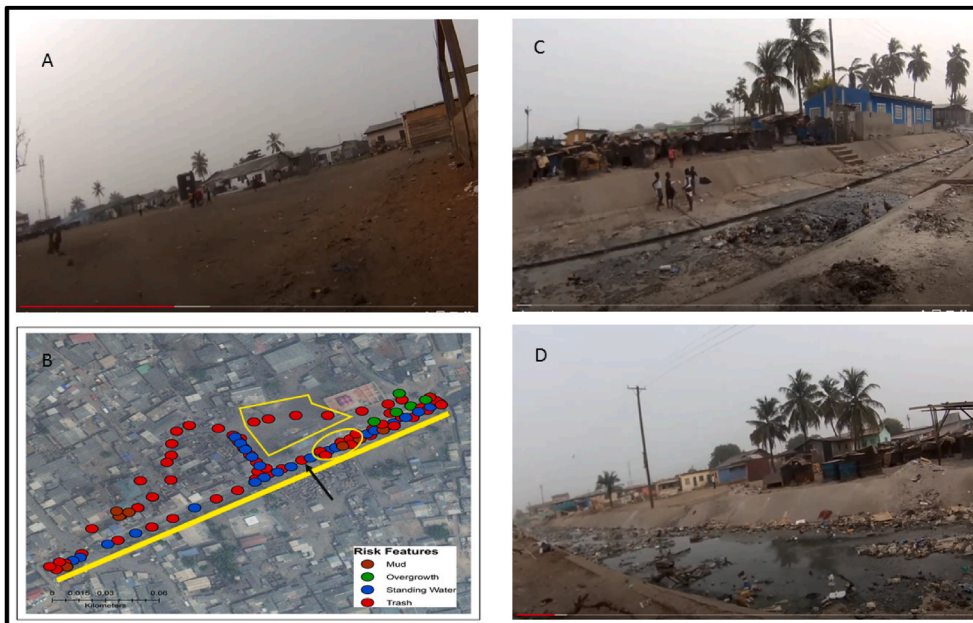 A
C
B
Risk Features
Mud
Overgrowth
Standing Water
Trash
0 0.015 0.03 0.06
Kilometers
D